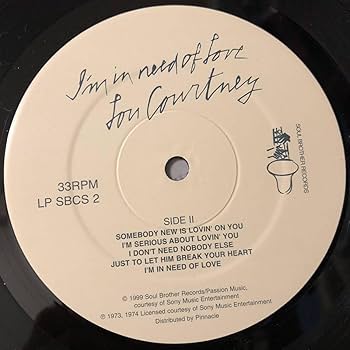 I'm in need of Love
Lou Courtney
33RPM
LP SBCS 2
SOUL BROTHER RECORDS
SIDE II
SOMEBODY NEW IS LOVIN' ON YOU
I'M SERIOUS ABOUT LOVIN' YOU
I DON'T NEED NOBODY ELSE
JUST TO LET HIM BREAK YOUR HEART
I'M IN NEED OF LOVE
© 1999 Soul Brother Records/Passion Music,
courtesy of Sony Music Entertainment
℗ 1973, 1974 Licensed courtesy of Sony Music Entertainment
Distributed by Pinnacle